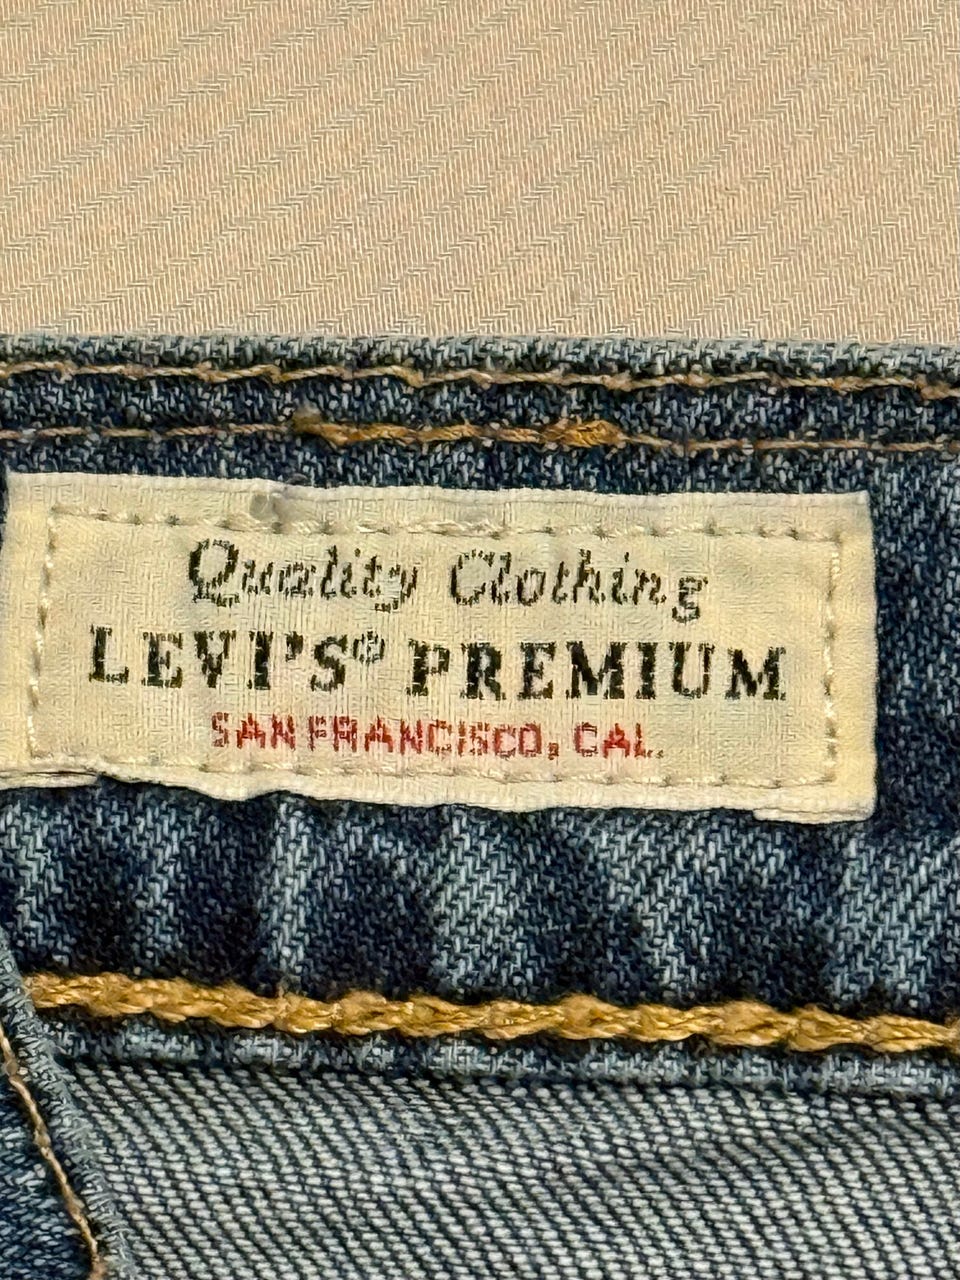 Quality Clothing
LEVI'S® PREMIUM
SAN FRANCISCO, CAL.